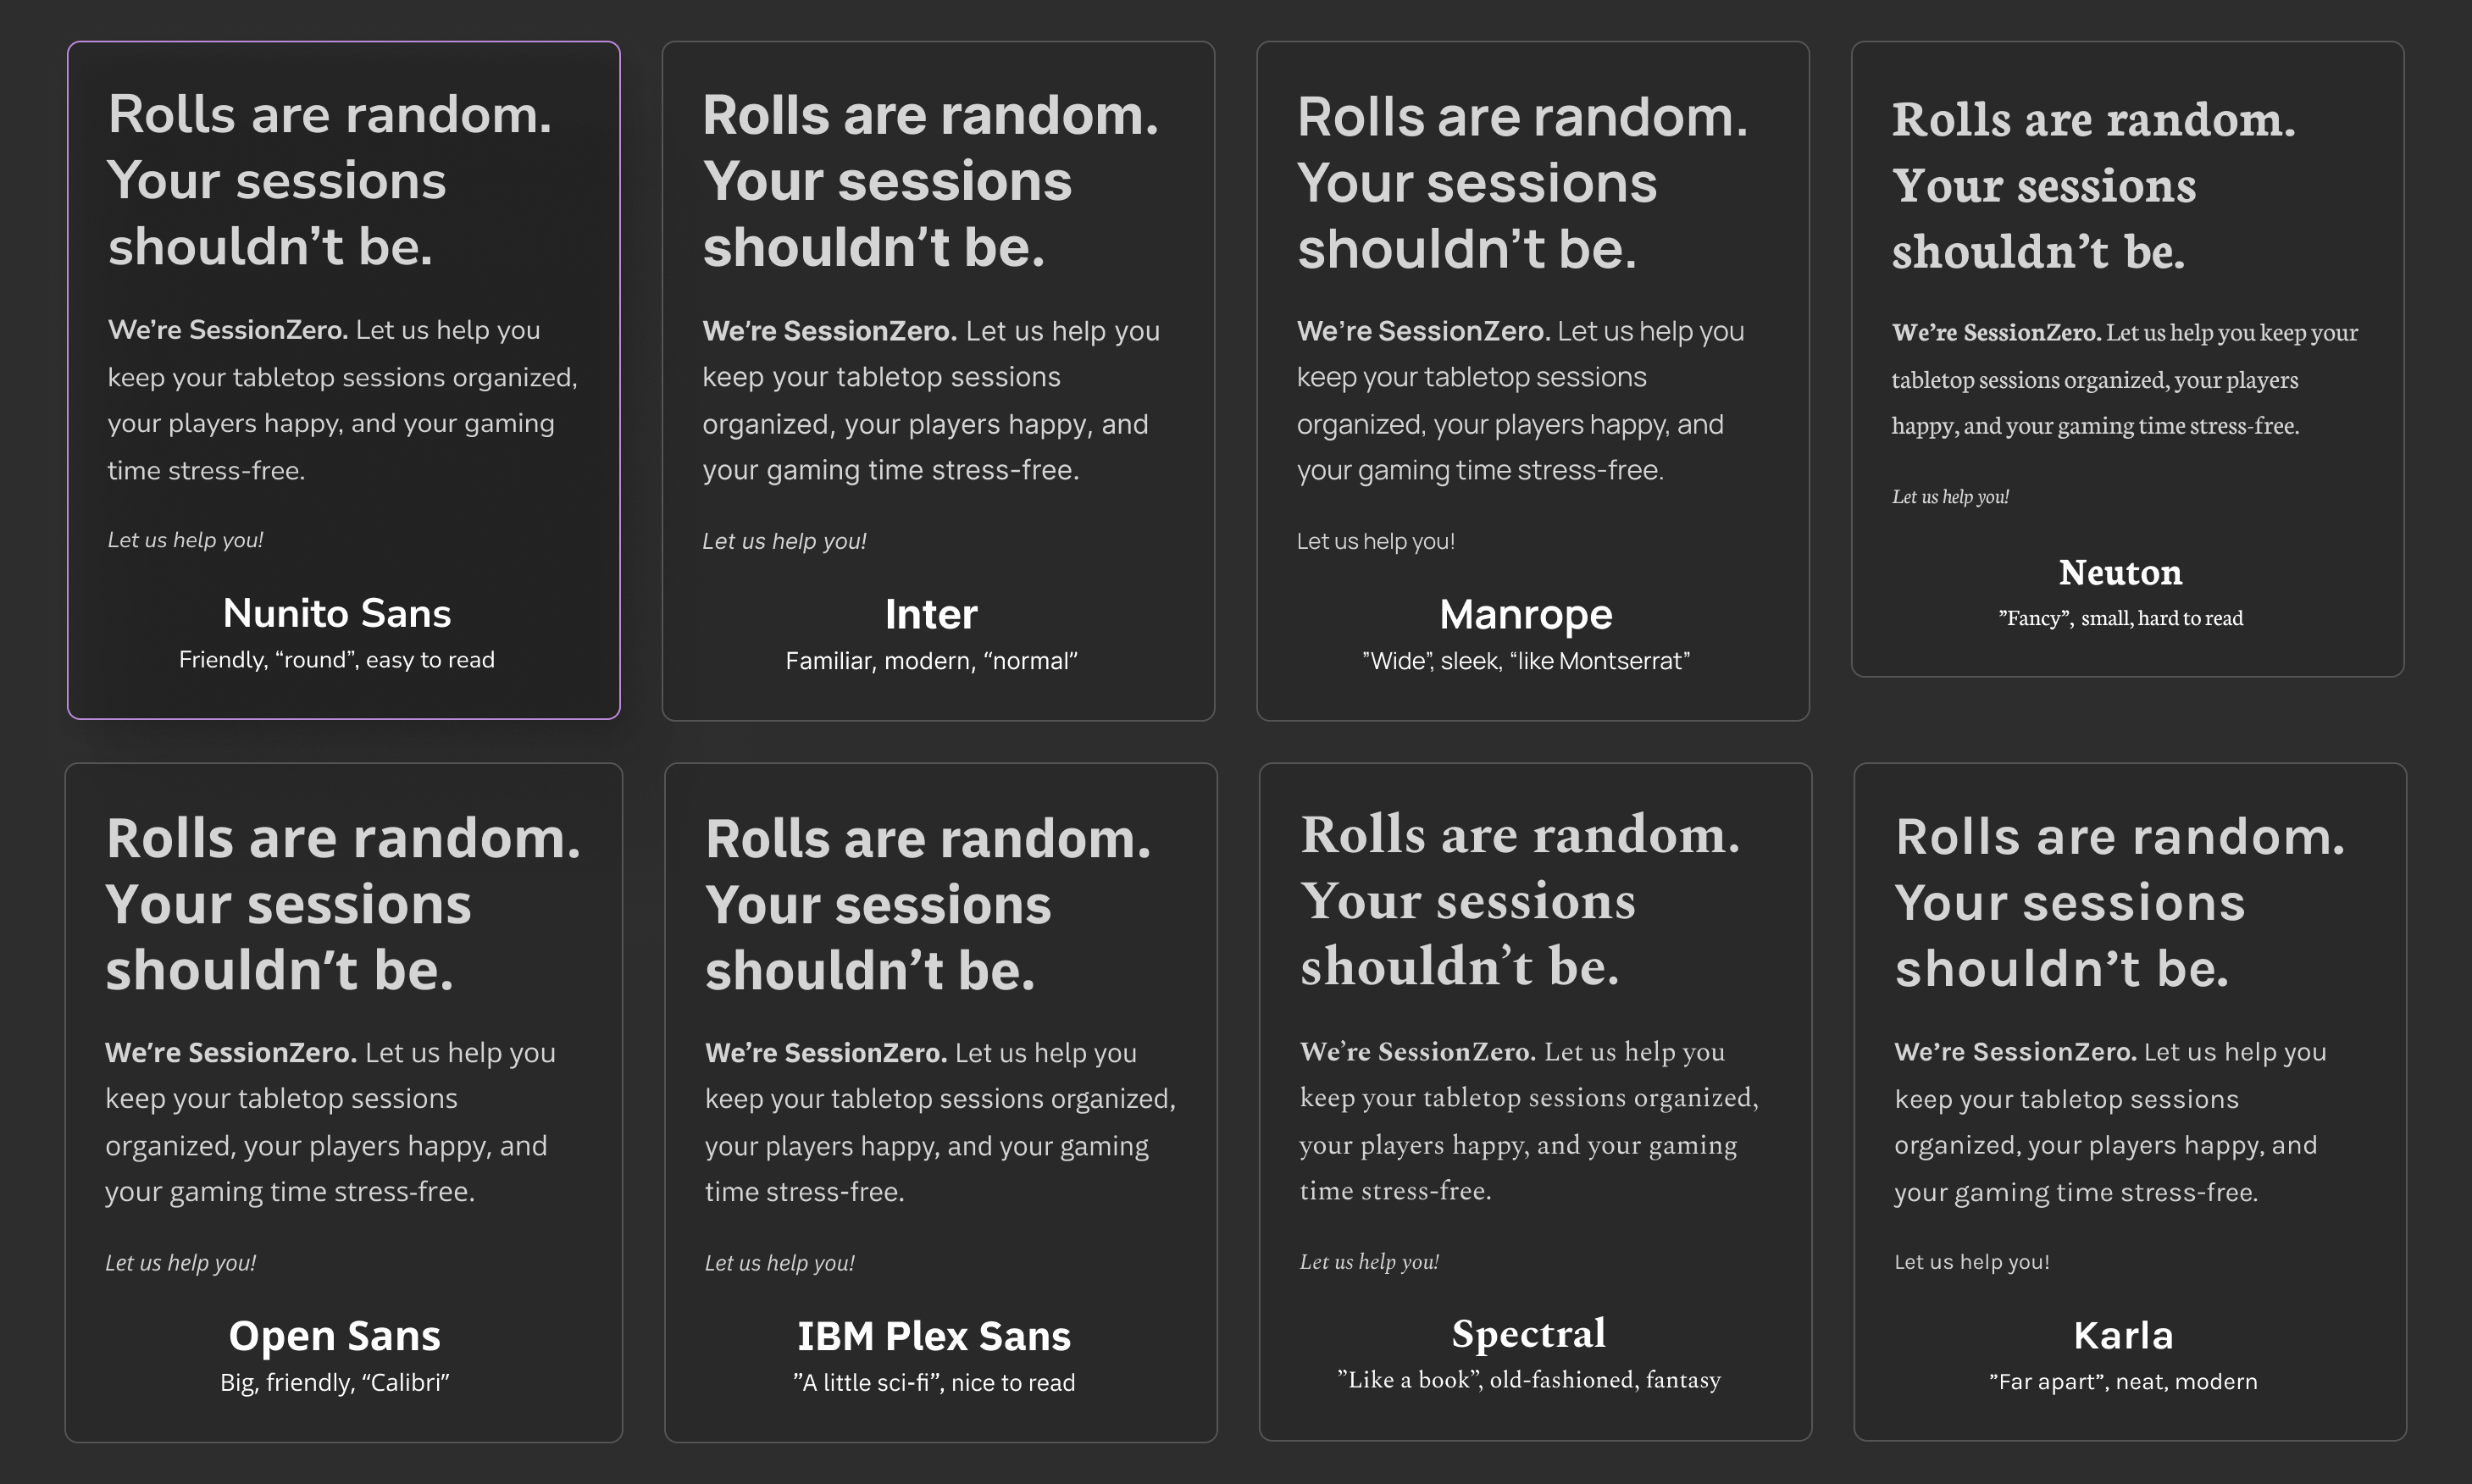 Rolls are random.
Your sessions
shouldn’t be.
We’re SessionZero. Let us help you
keep your tabletop sessions organized,
your players happy, and your gaming
time stress-free.
Let us help you!
Nunito Sans
Friendly, “round”, easy to read
Rolls are random.
Your sessions
shouldn’t be.
We’re SessionZero. Let us help you
keep your tabletop sessions
organized, your players happy, and
your gaming time stress-free.
Let us help you!
Inter
Familiar, modern, “normal”
Rolls are random.
Your sessions
shouldn’t be.
We’re SessionZero. Let us help you
keep your tabletop sessions
organized, your players happy, and
your gaming time stress-free.
Let us help you!
Manrope
”Wide”, sleek, “like Montserrat”
Rolls are random.
Your sessions
shouldn’t be.
We’re SessionZero. Let us help you keep your
tabletop sessions organized, your players
happy, and your gaming time stress-free.
Let us help you!
Neuton
”Fancy”, small, hard to read
Rolls are random.
Your sessions
shouldn’t be.
We’re SessionZero. Let us help you
keep your tabletop sessions
organized, your players happy, and
your gaming time stress-free.
Let us help you!
Open Sans
Big, friendly, “Calibri”
Rolls are random.
Your sessions
shouldn’t be.
We’re SessionZero. Let us help you
keep your tabletop sessions organized,
your players happy, and your gaming
time stress-free.
Let us help you!
IBM Plex Sans
”A little sci-fi”, nice to read
Rolls are random.
Your sessions
shouldn’t be.
We’re SessionZero. Let us help you
keep your tabletop sessions organized,
your players happy, and your gaming
time stress-free.
Let us help you!
Spectral
”Like a book”, old-fashioned, fantasy
Rolls are random.
Your sessions
shouldn’t be.
We’re SessionZero. Let us help you
keep your tabletop sessions
organized, your players happy, and
your gaming time stress-free.
Let us help you!
Karla
”Far apart”, neat, modern